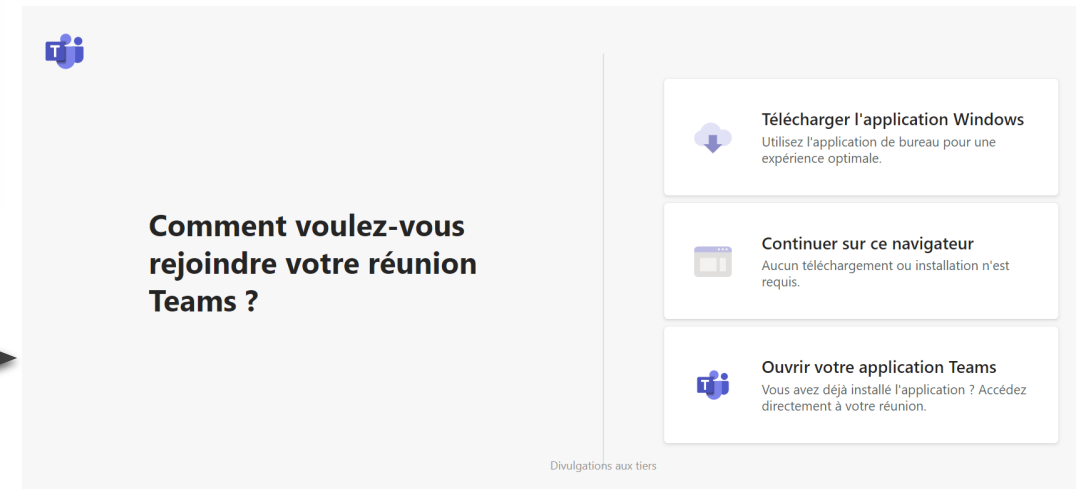 Comment voulez-vous
rejoindre votre réunion
Teams ?
Télécharger l'application Windows
Utilisez l'application de bureau pour une
expérience optimale.
Continuer sur ce navigateur
Aucun téléchargement ou installation n'est
requis.
Ouvrir votre application Teams
Vous avez déjà installé l'application ? Accédez
directement à votre réunion.
Divulgations aux tiers